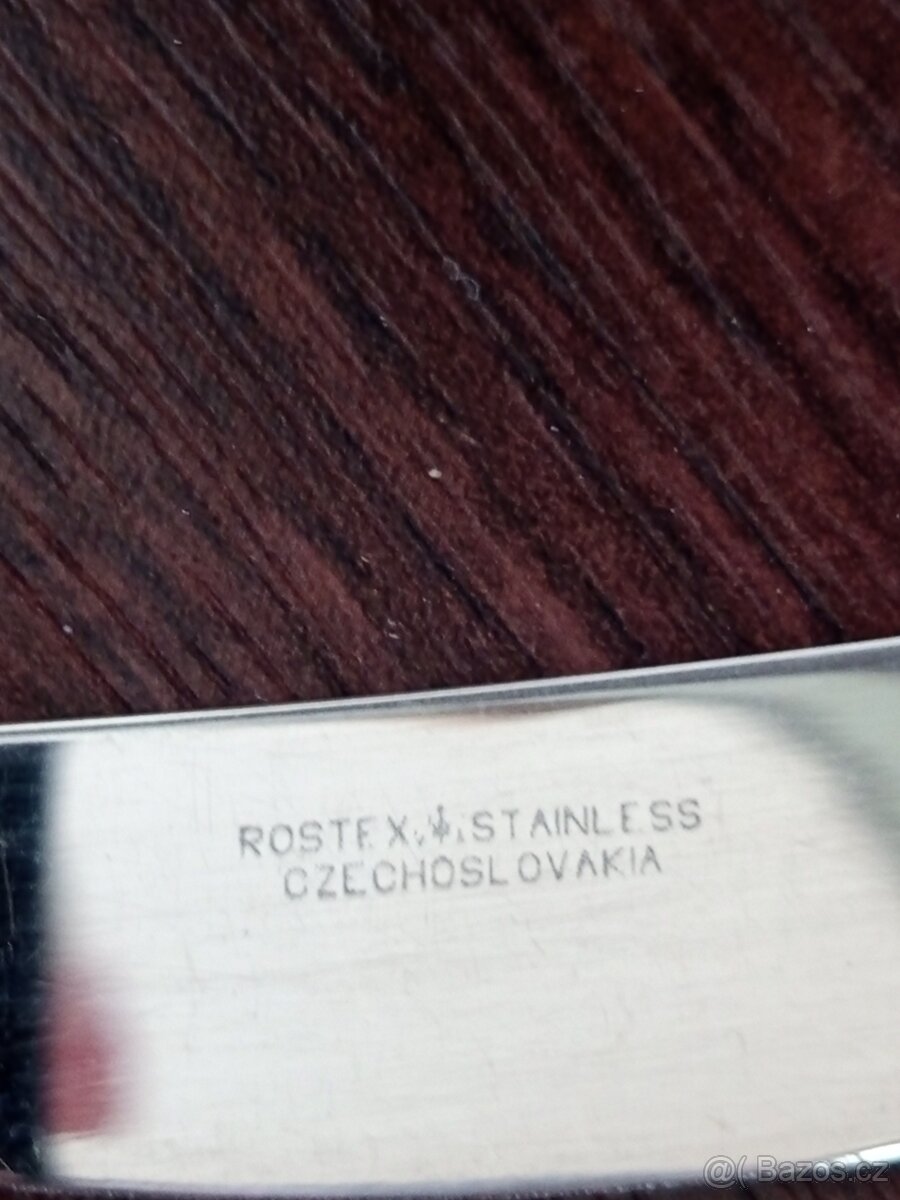 ROSTEX STAINLESS
CZECHOSLOVAKIA
@( Bazos.cz